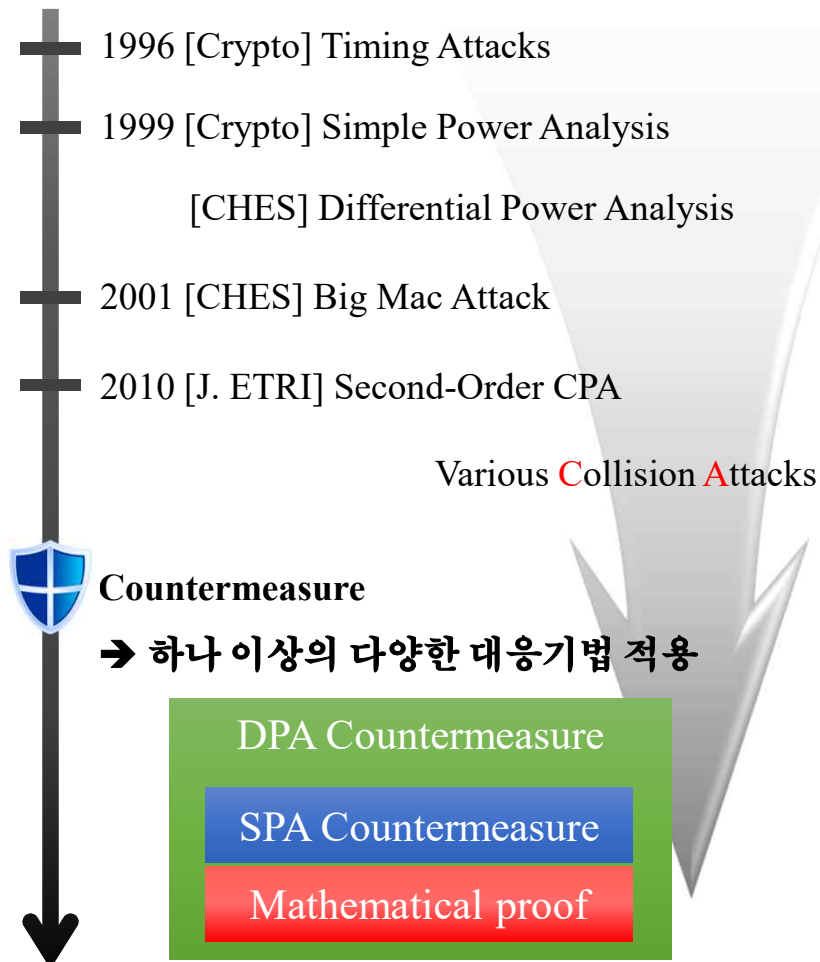 1996 [Crypto] Timing Attacks
1999 [Crypto] Simple Power Analysis
[CHES] Differential Power Analysis
2001 [CHES] Big Mac Attack
2010 [J. ETRI] Second-Order CPA
Various Collision Attacks
Countermeasure
➔ 하나 이상의 다양한 대응기법 적용
DPA Countermeasure
SPA Countermeasure
Mathematical proof